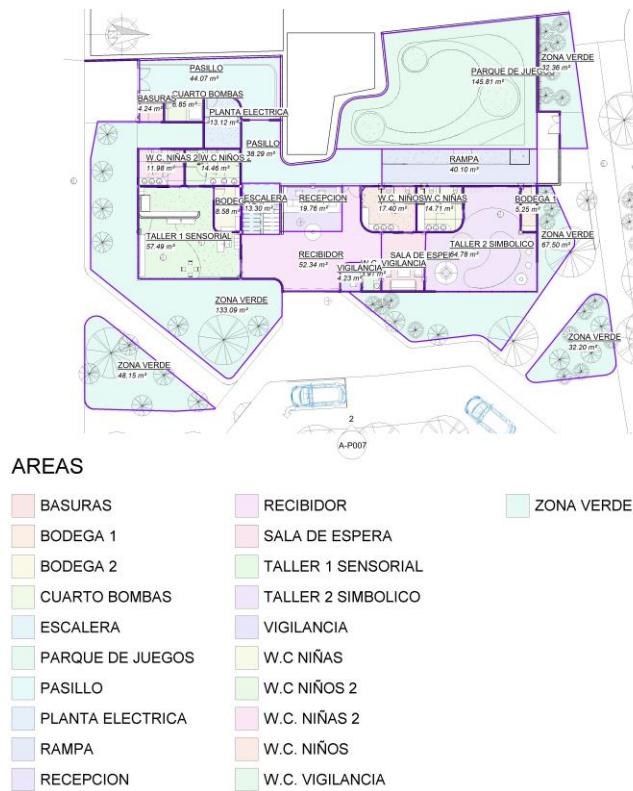 PASILLO
44.07 m²
ZONA VERDE
32.36 m²
PARQUE DE JUEGOS
145.81 m²
CUARTO BOMBAS
6.85 m²
BASURAS
4.24 m²
PLANTA ELECTRICA
13.12 m²
PASILLO
38.29 m²
W.C. NIÑAS 2
11.98 m²
W.C NIÑOS 2
14.46 m²
RAMPA
40.10 m²
BODEGA
8.58 m²
ESCALERA
13.30 m²
RECEPCION
19.76 m²
W.C. NIÑOS
17.40 m²
W.C NIÑAS
14.71 m²
BODEGA 1
5.25 m²
TALLER 1 SENSORIAL
57.49 m²
ZONA VERDE
67.50 m²
TALLER 2 SIMBOLICO
64.78 m²
RECIBIDOR
52.34 m²
SALA DE ESPE
W.C. VIGILANCIA
VIGILANCIA
4.23 m²
ZONA VERDE
133.09 m²
ZONA VERDE
32.20 m²
ZONA VERDE
48.15 m²
2
A-P007
AREAS
BASURAS
BODEGA 1
BODEGA 2
CUARTO BOMBAS
ESCALERA
PARQUE DE JUEGOS
PASILLO
PLANTA ELECTRICA
RAMPA
RECEPCION
RECIBIDOR
SALA DE ESPERA
TALLER 1 SENSORIAL
TALLER 2 SIMBOLICO
VIGILANCIA
W.C NIÑAS
W.C NIÑOS 2
W.C. NIÑAS 2
W.C. NIÑOS
W.C. VIGILANCIA
ZONA VERDE